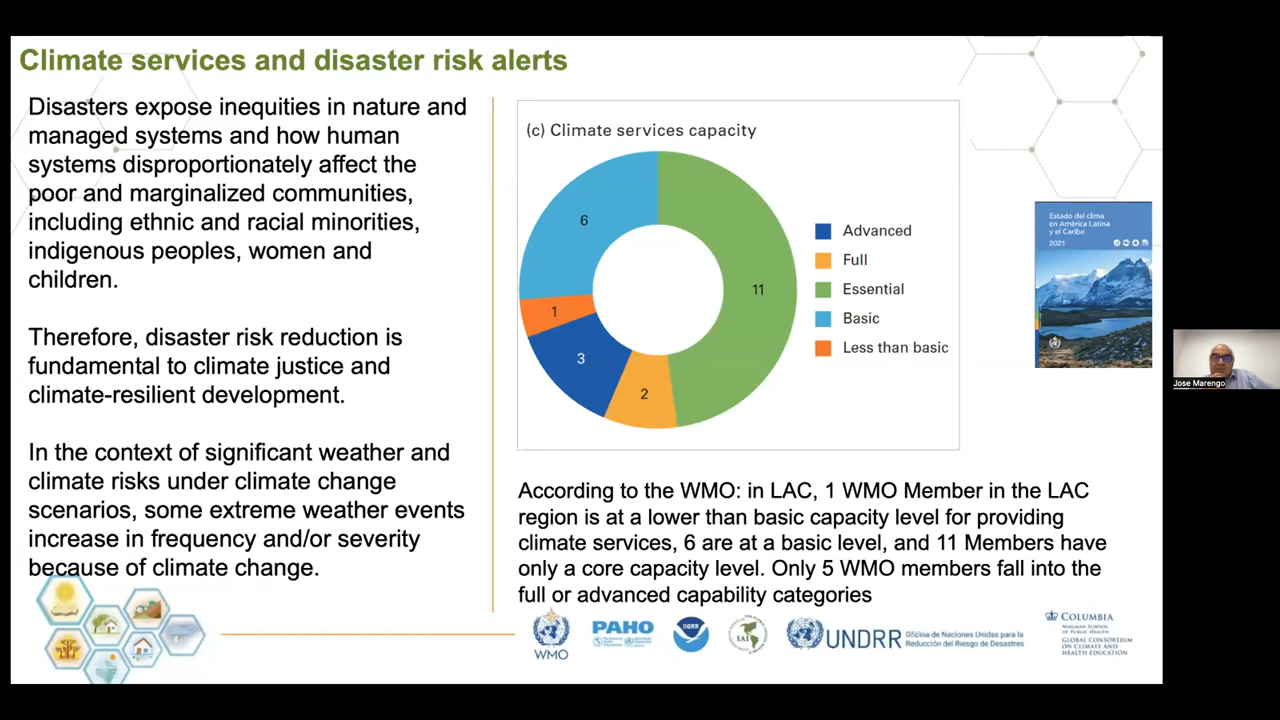 Climate services and disaster risk alerts
Disasters expose inequities in nature and
managed systems and how human
systems disproportionately affect the
poor and marginalized communities,
including ethnic and racial minorities,
indigenous peoples, women and
children.
Therefore, disaster risk reduction is
fundamental to climate justice and
climate-resilient development.
In the context of significant weather and
climate risks under climate change
scenarios, some extreme weather events
increase in frequency and/or severity
because of climate change.
(c) Climate services capacity
6
11
1
3
2
Advanced
Full
Essential
Basic
Less than basic
Estado del clima
en América Latina
y el Caribe
2021
Jose Marengo
According to the WMO: in LAC, 1 WMO Member in the LAC
region is at a lower than basic capacity level for providing
climate services, 6 are at a basic level, and 11 Members have
only a core capacity level. Only 5 WMO members fall into the
full or advanced capability categories
WMO
PAHO
NOAA
IAI
UNDRR
Oficina de Naciones Unidas para la
Reducción del Riesgo de Desastres
COLUMBIA
MAILMAN SCHOOL
OF PUBLIC HEALTH
GLOBAL CONSORTIUM
ON CLIMATE AND
HEALTH EDUCATION